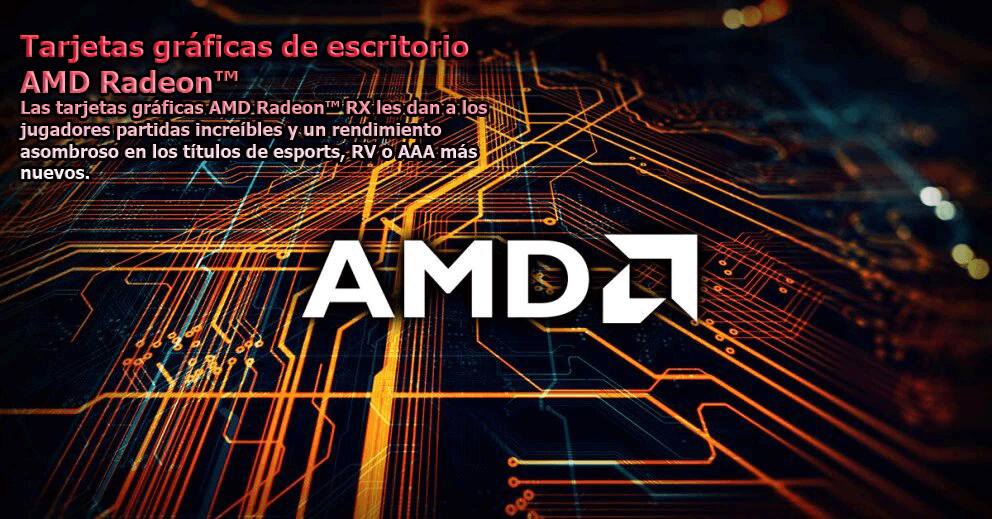 Tarjetas gráficas de escritorio
AMD Radeon™
Las tarjetas gráficas AMD Radeon™ RX les dan a los
jugadores partidas increíbles y un rendimiento
asombroso en los títulos de esports, RV o AAA más
nuevos.
AMD